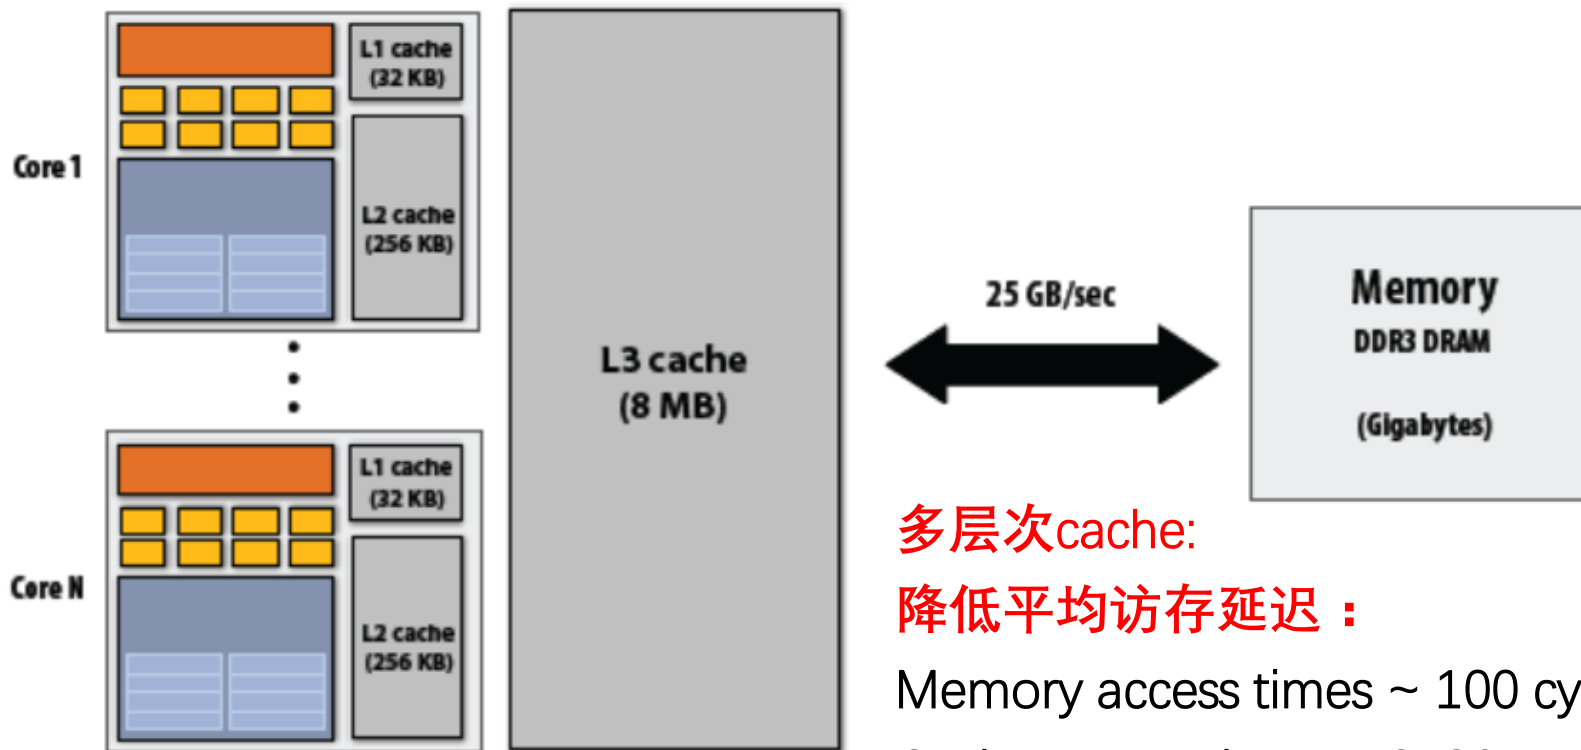 Core 1
L1 cache
(32 KB)
L2 cache
(256 KB)
Core N
L1 cache
(32 KB)
L2 cache
(256 KB)
L3 cache
(8 MB)
25 GB/sec
Memory
DDR3 DRAM
(Gigabytes)
多层次cache:
降低平均访存延迟：
Memory access times ~ 100 cy